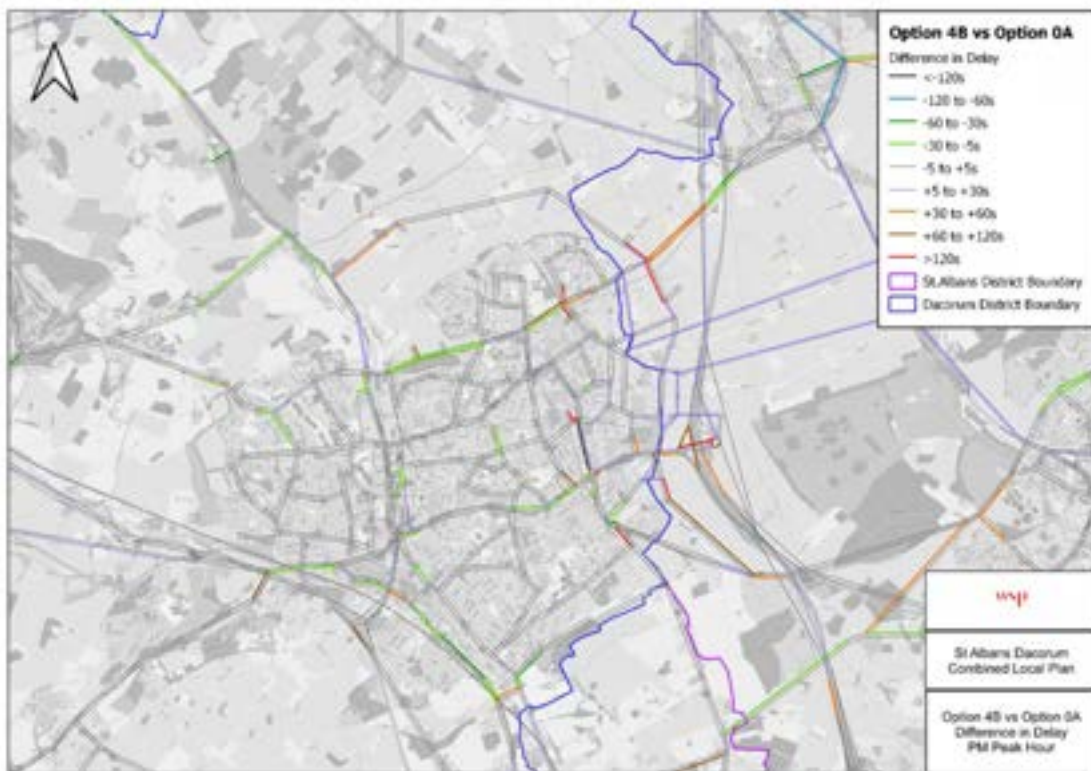 Option 4B vs Option 0A
Difference in Delay
<-120s
-120 to -60s
-60 to -30s
-30 to -5s
-5 to +5s
+5 to +30s
+30 to +60s
+60 to +120s
>120s
St Albans District Boundary
Dacorum District Boundary
wsp
St Albans Dacorum
Combined Local Plan
Option 4B vs Option 0A
Difference in Delay
PM Peak Hour